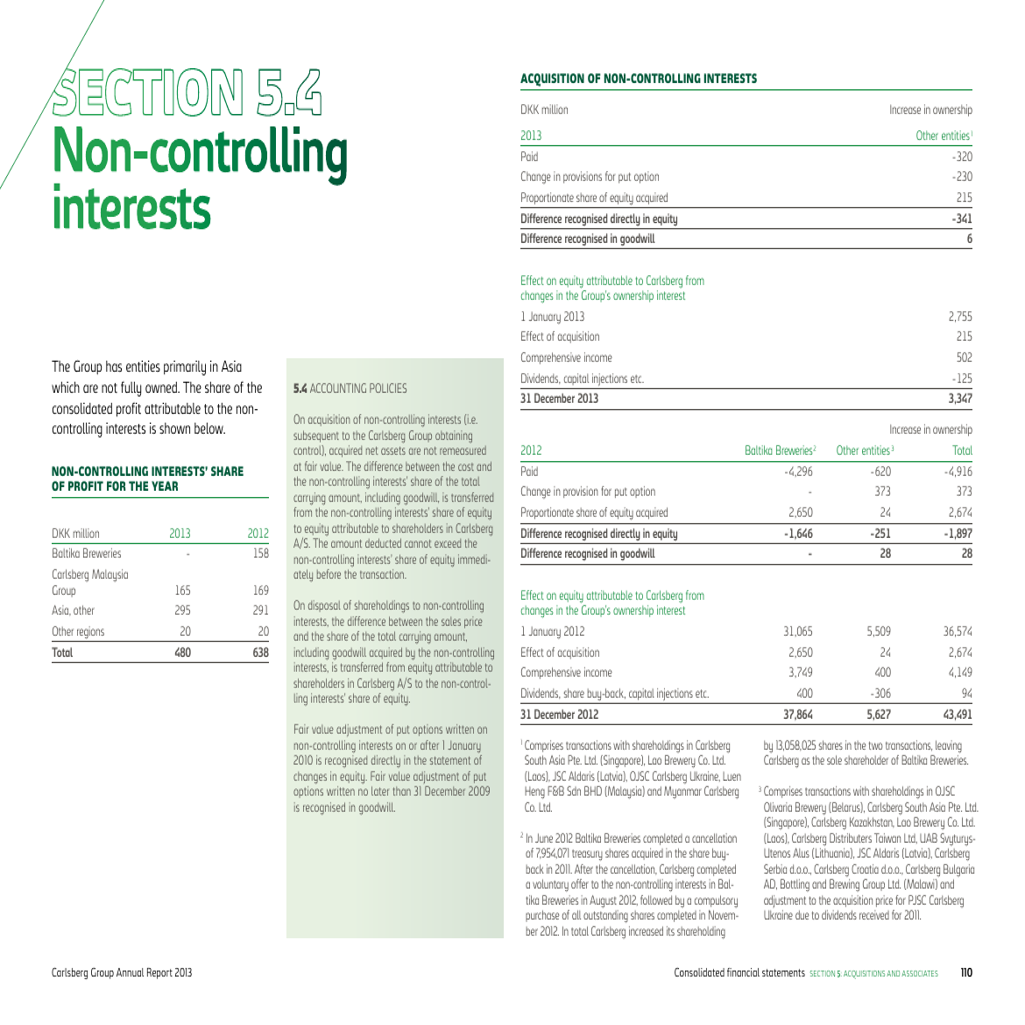 SECTION 5.4
Non-controlling
interests
The Group has entities primarily in Asia
which are not fully owned. The share of the
consolidated profit attributable to the non-
controlling interests is shown below.
NON-CONTROLLING INTERESTS' SHARE
OF PROFIT FOR THE YEAR
DKK million 2013 2012
Baltika Breweries - 158
Carlsberg Malaysia
Group 165 169
Asia, other 295 291
Other regions 20 20
Total 480 638
5.4 ACCOUNTING POLICIES
On acquisition of non-controlling interests (i.e.
subsequent to the Carlsberg Group obtaining
control), acquired net assets are not remeasured
at fair value. The difference between the cost and
the non-controlling interests' share of the total
carrying amount, including goodwill, is transferred
from the non-controlling interests' share of equity
to equity attributable to shareholders in Carlsberg
A/S. The amount deducted cannot exceed the
non-controlling interests' share of equity immedi-
ately before the transaction.
On disposal of shareholdings to non-controlling
interests, the difference between the sales price
and the share of the total carrying amount,
including goodwill acquired by the non-controlling
interests, is transferred from equity attributable to
shareholders in Carlsberg A/S to the non-control-
ling interests' share of equity.
Fair value adjustment of put options written on
non-controlling interests on or after 1 January
2010 is recognised directly in the statement of
changes in equity. Fair value adjustment of put
options written no later than 31 December 2009
is recognised in goodwill.
ACQUISITION OF NON-CONTROLLING INTERESTS
DKK million Increase in ownership
2013 Other entities¹
Paid -320
Change in provisions for put option -230
Proportionate share of equity acquired 215
Difference recognised directly in equity -341
Difference recognised in goodwill 6
Effect on equity attributable to Carlsberg from
changes in the Group's ownership interest
1 January 2013 2,755
Effect of acquisition 215
Comprehensive income 502
Dividends, capital injections etc. -125
31 December 2013 3,347
Increase in ownership
2012 Baltika Breweries² Other entities³ Total
Paid -4,296 -620 -4,916
Change in provision for put option - 373 373
Proportionate share of equity acquired 2,650 24 2,674
Difference recognised directly in equity -1,646 -251 -1,897
Difference recognised in goodwill - 28 28
Effect on equity attributable to Carlsberg from
changes in the Group's ownership interest
1 January 2012 31,065 5,509 36,574
Effect of acquisition 2,650 24 2,674
Comprehensive income 3,749 400 4,149
Dividends, share buy-back, capital injections etc. 400 -306 94
31 December 2012 37,864 5,627 43,491
¹ Comprises transactions with shareholdings in Carlsberg
South Asia Pte. Ltd. (Singapore), Lao Brewery Co. Ltd.
(Laos), JSC Aldaris (Latvia), OJSC Carlsberg Ukraine, Luen
Heng F&B Sdn BHD (Malaysia) and Myanmar Carlsberg
Co. Ltd.
² In June 2012 Baltika Breweries completed a cancellation
of 7,954,071 treasury shares acquired in the share buy-
back in 2011. After the cancellation, Carlsberg completed
a voluntary offer to the non-controlling interests in Bal-
tika Breweries in August 2012, followed by a compulsory
purchase of all outstanding shares completed in Novem-
ber 2012. In total Carlsberg increased its shareholding
by 13,058,025 shares in the two transactions, leaving
Carlsberg as the sole shareholder of Baltika Breweries.
³ Comprises transactions with shareholdings in OJSC
Olivaria Brewery (Belarus), Carlsberg South Asia Pte. Ltd.
(Singapore), Carlsberg Kazakhstan, Lao Brewery Co. Ltd.
(Laos), Carlsberg Distributers Taiwan Ltd, UAB Svyturys-
Utenos Alus (Lithuania), JSC Aldaris (Latvia), Carlsberg
Serbia d.o.o., Carlsberg Croatia d.o.o., Carlsberg Bulgaria
AD, Bottling and Brewing Group Ltd. (Malawi) and
adjustment to the acquisition price for PJSC Carlsberg
Ukraine due to dividends received for 2011.
Carlsberg Group Annual Report 2013
Consolidated financial statements SECTION 5: ACQUISITIONS AND ASSOCIATES 110